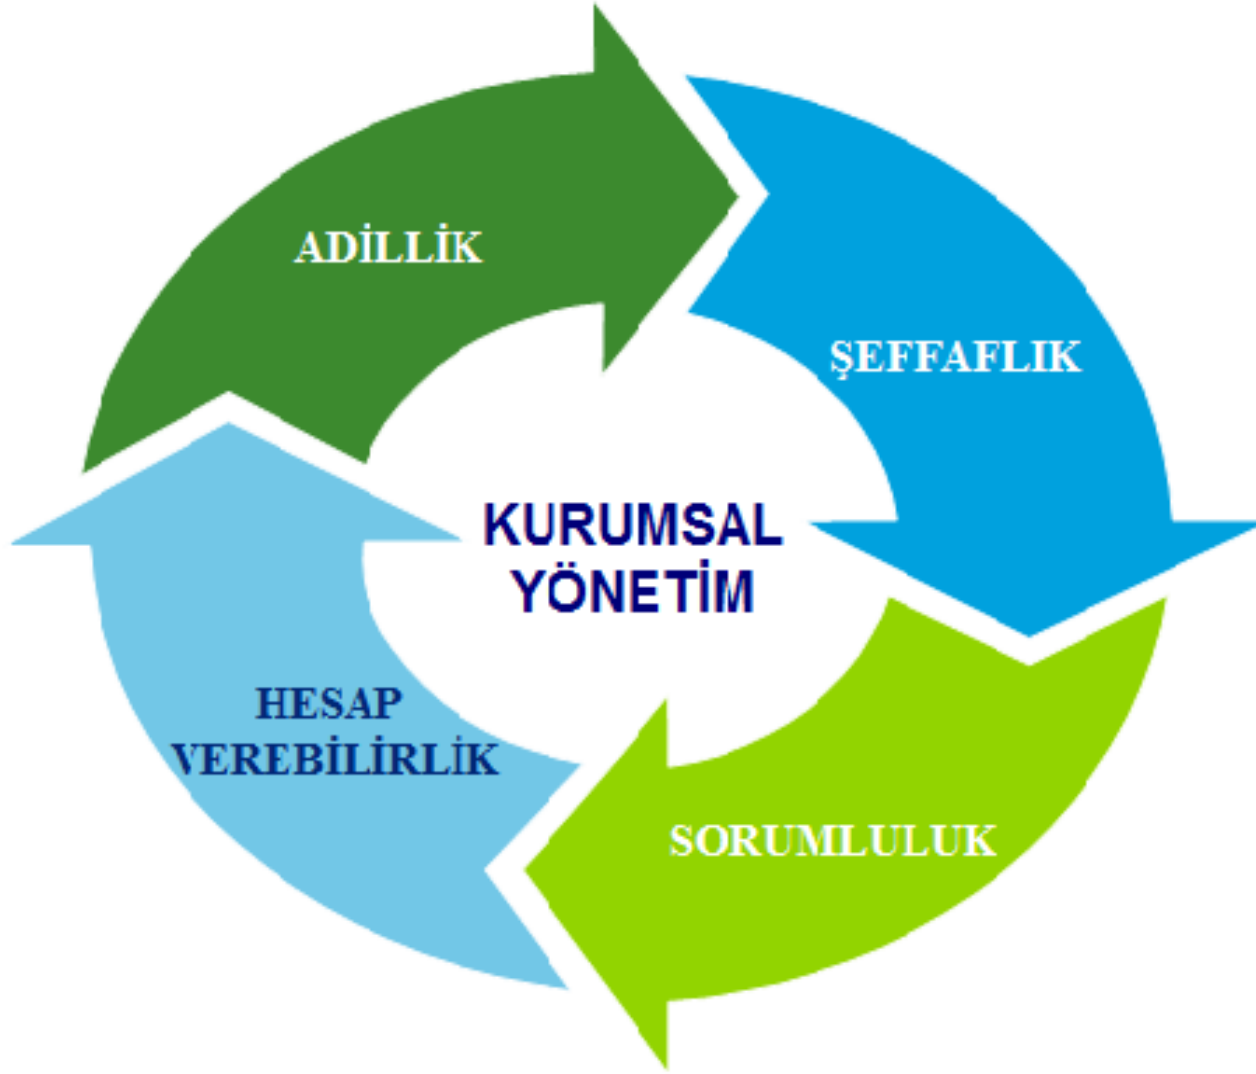 ADİLLİK
ŞEFFAFLIK
KURUMSAL
YÖNETİM
HESAP
VEREBİLİRLİK
SORUMLULUK